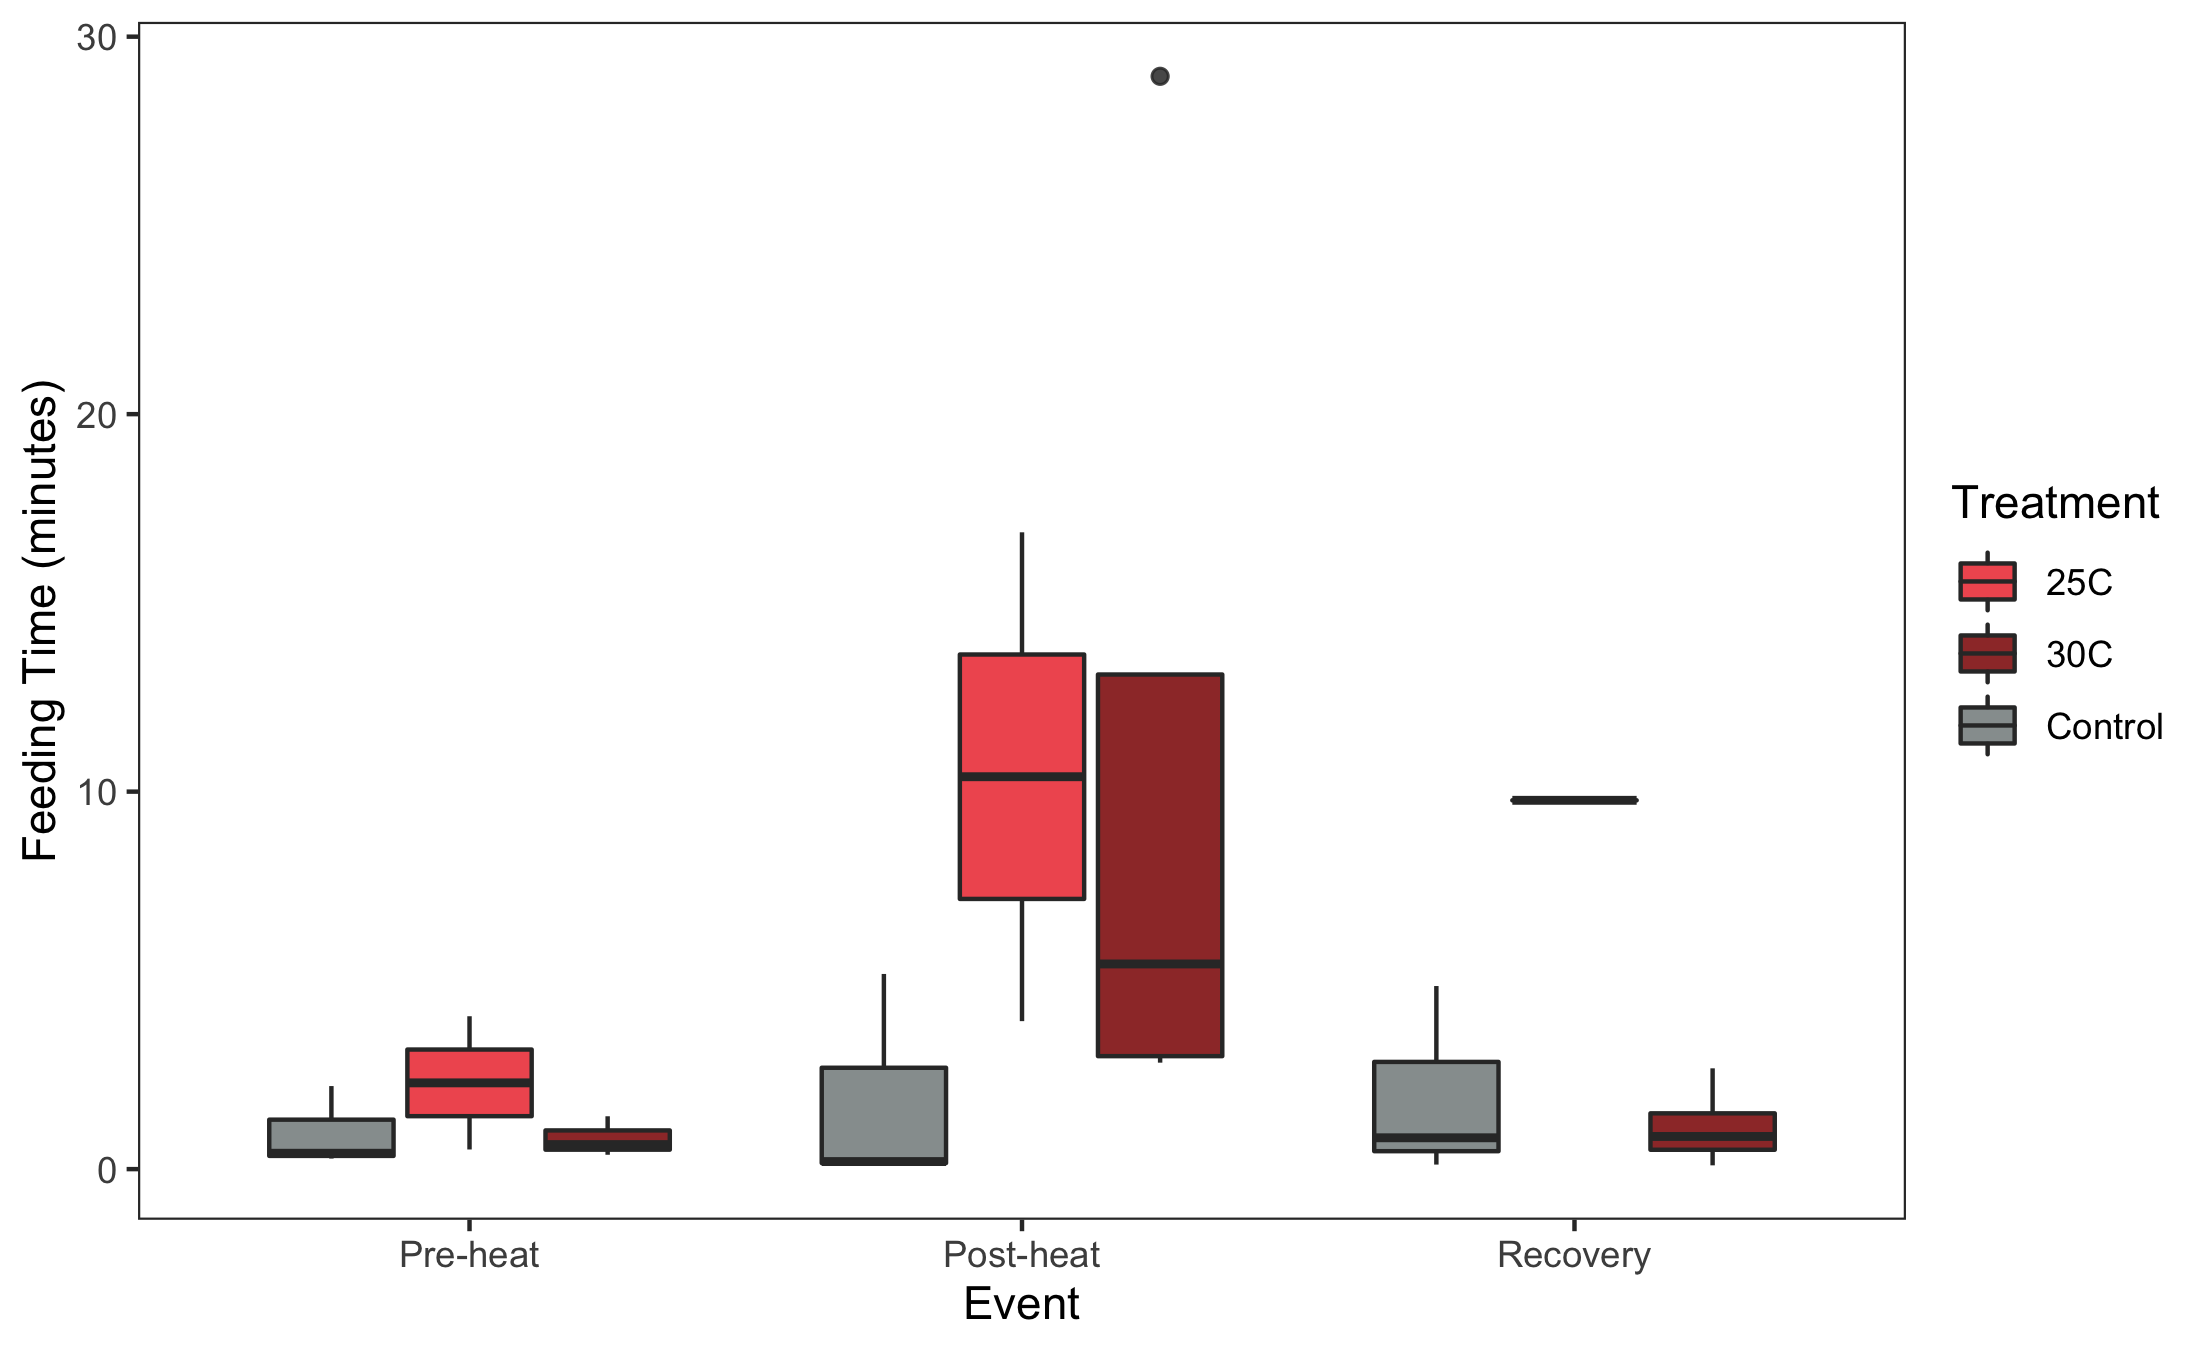 30
20
10
0
Feeding Time (minutes)
Pre-heat
Post-heat
Recovery
Event
Treatment
25C
30C
Control